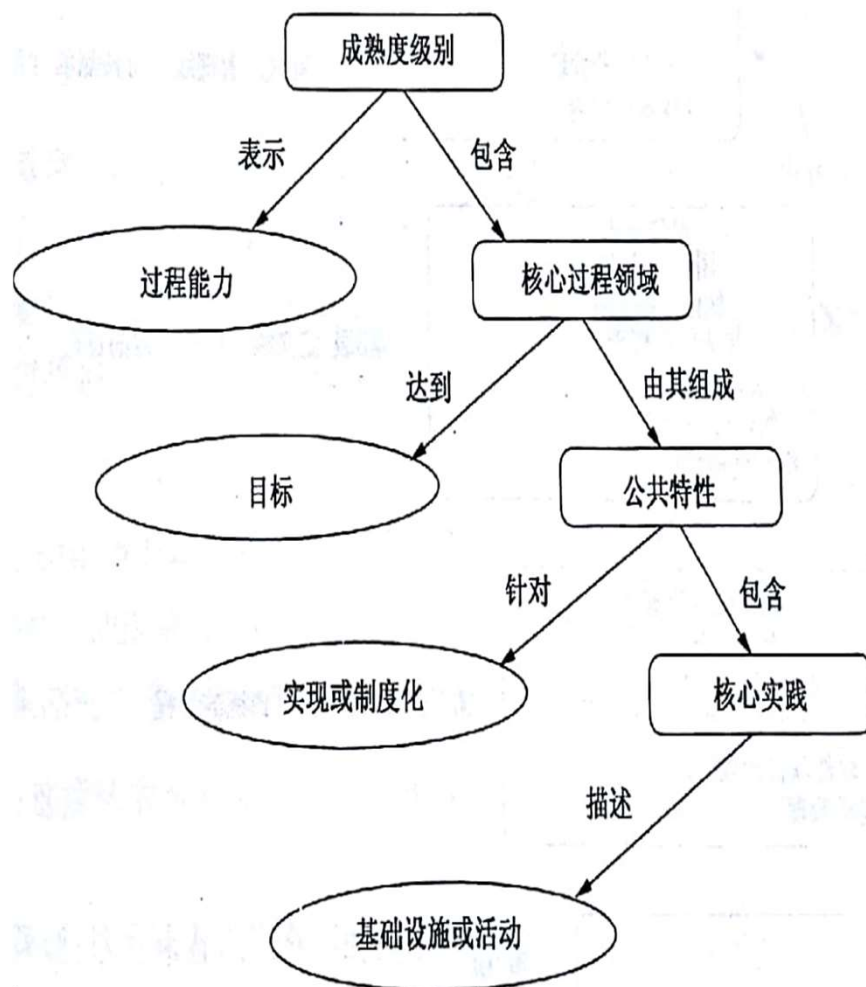 成熟度级别
表示
包含
过程能力
核心过程领域
达到
由其组成
目标
公共特性
针对
包含
实现或制度化
核心实践
描述
基础设施或活动